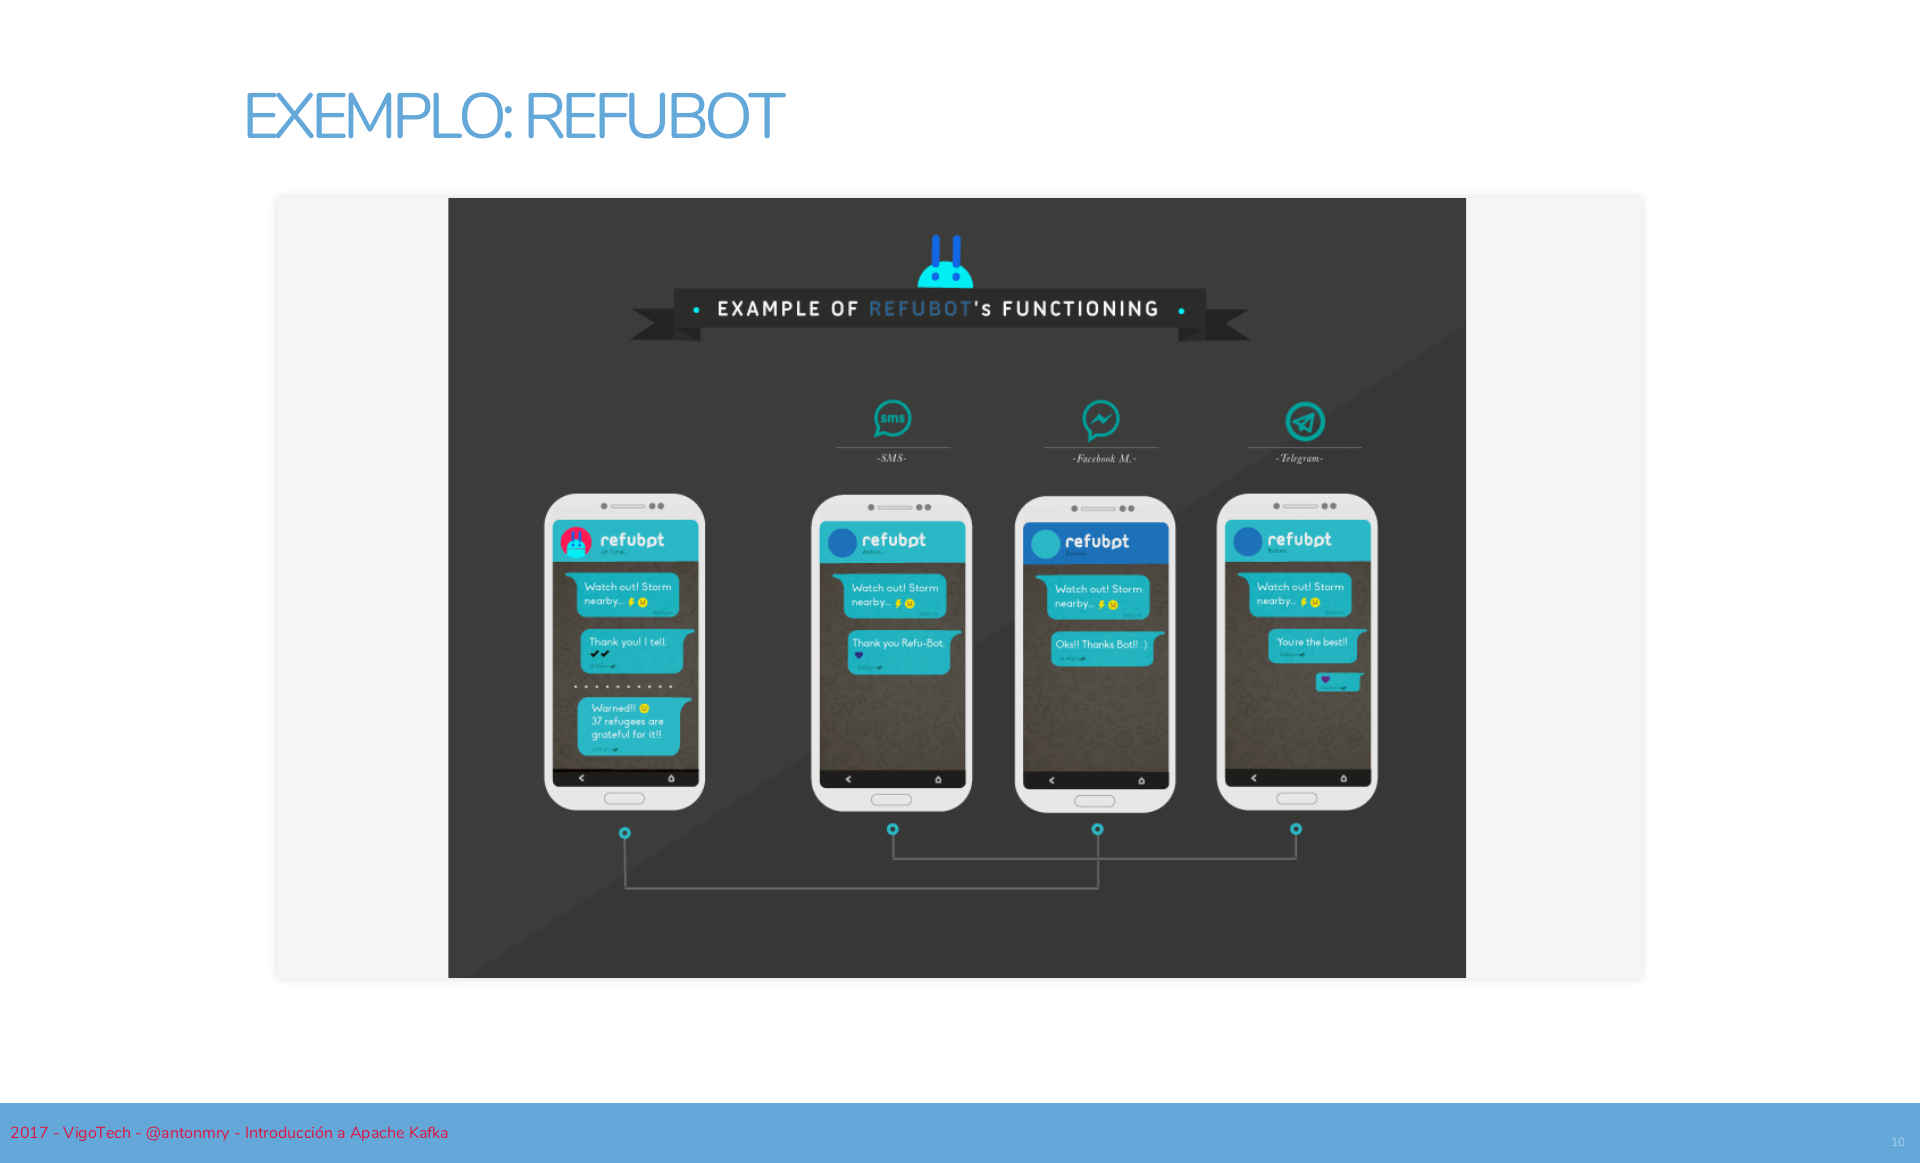 EXEMPLO: REFUBOT
EXAMPLE OF REFUBOT's FUNCTIONING
sms
-SMS-
-Facebook M.-
-Telegram-
refubot
in line...
Watch out! Storm
nearby...
Thank you! I tell.
Warned!!
37 refugees are
grateful for it!!
refubot
Watch out! Storm
nearby...
Thank you Refu-Bot.
refubot
Watch out! Storm
nearby...
Oks!! Thanks Bot!! :)
refubot
Watch out! Storm
nearby...
You're the best!!
2017 - VigoTech - @antonmry - Introducción a Apache Kafka
10